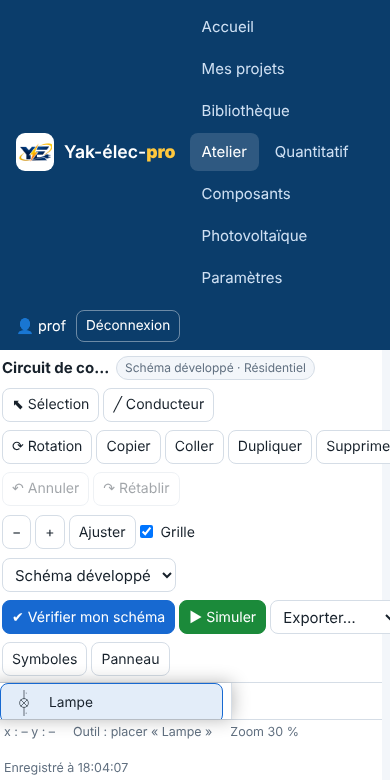 Accueil
Mes projets
Bibliothèque
Yak-élec-pro
Atelier
Quantitatif
Composants
Photovoltaïque
Paramètres
👤 prof
Déconnexion
Circuit de co…
Schéma développé · Résidentiel
⬉ Sélection
╱ Conducteur
⟳ Rotation
Copier
Coller
Dupliquer
Supprime
↶ Annuler
↷ Rétablir
−
+
Ajuster
Grille
Schéma développé
✔ Vérifier mon schéma
▶ Simuler
Exporter…
Symboles
Panneau
Lampe
x : – y : –
Outil : placer « Lampe »
Zoom 30 %
Enregistré à 18:04:07